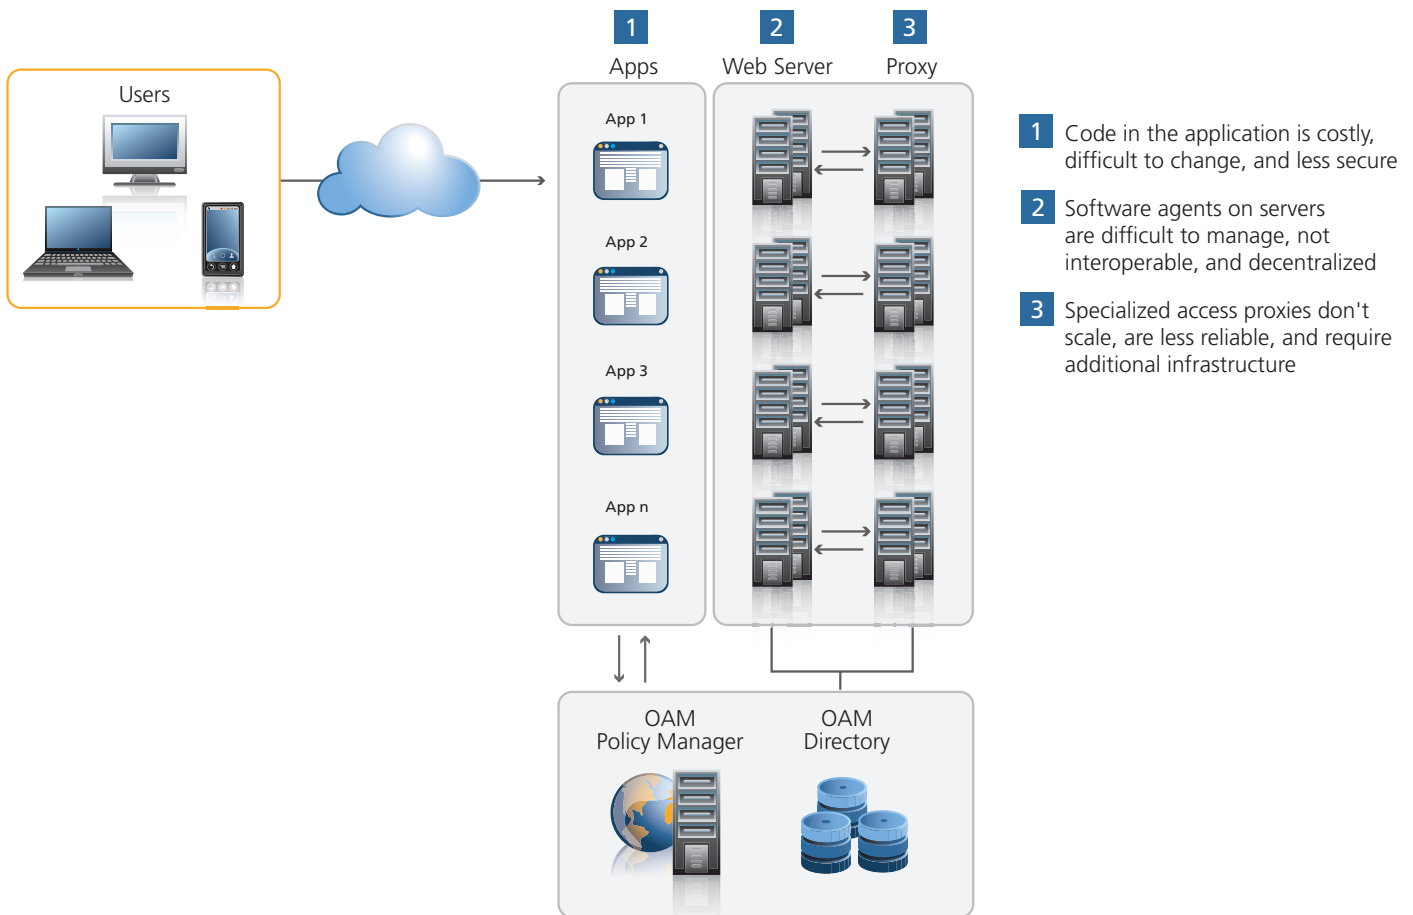 1
2
3
Apps
Web Server
Proxy
Users
App 1
App 2
App 3
App n
1 Code in the application is costly,
difficult to change, and less secure
2 Software agents on servers
are difficult to manage, not
interoperable, and decentralized
3 Specialized access proxies don't
scale, are less reliable, and require
additional infrastructure
OAM
Policy Manager
OAM
Directory